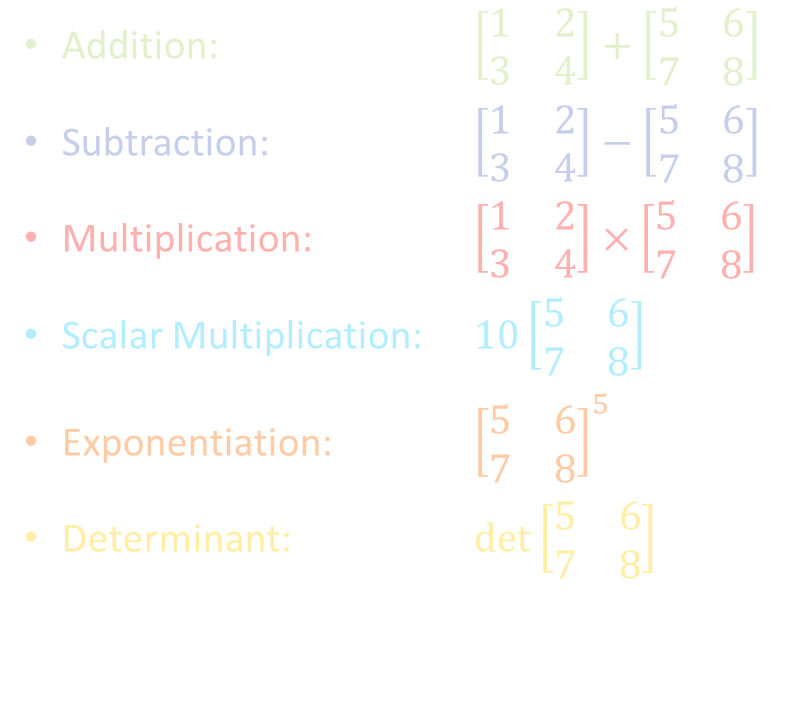 • Addition: [1 2; 3 4] + [5 6; 7 8]
• Subtraction: [1 2; 3 4] − [5 6; 7 8]
• Multiplication: [1 2; 3 4] × [5 6; 7 8]
• Scalar Multiplication: 10 [5 6; 7 8]
• Exponentiation: [5 6; 7 8]⁵
• Determinant: det [5 6; 7 8]